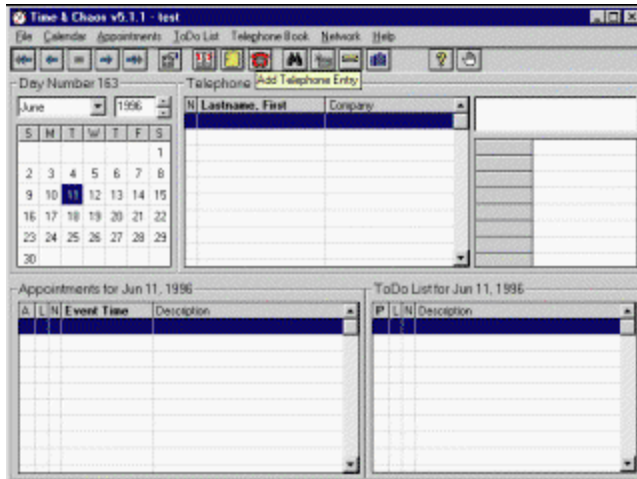 Time & Chaos v5.1.1 - test
File Calendar Appointments ToDo List Telephone Book Network Help
Add Telephone Entry
Day Number 163
Telephone
June 1996
N Lastname, First Company
S M T W T F S
1
2 3 4 5 6 7 8
9 10 11 12 13 14 15
16 17 18 19 20 21 22
23 24 25 26 27 28 29
30
Appointments for Jun 11, 1996
ToDo List for Jun 11, 1996
A L N Event Time Description
P L N Description